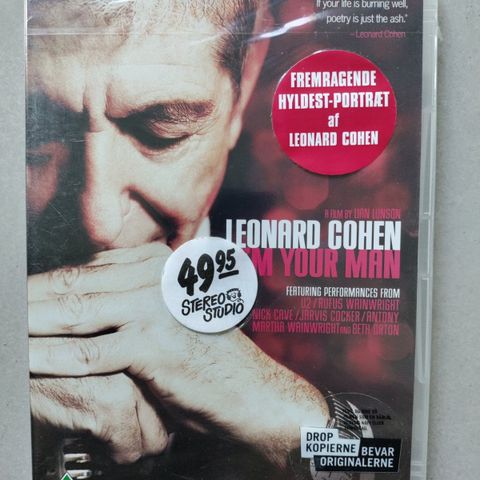 If your life is burning well,
poetry is just the ash."
– Leonard Cohen
FREMRAGENDE
HYLDEST-PORTRÆT
af
LEONARD COHEN
A FILM BY LIAN LUNSON
LEONARD COHEN
I'M YOUR MAN
49 95
STEREO
STUDIO
FEATURING PERFORMANCES FROM
U2/RUFUS WAINWRIGHT
NICK CAVE/JARVIS COCKER/ANTONY
MARTHA WAINWRIGHT AND BETH ORTON
DROP
KOPIERNE
BEVAR
ORIGINALERNE